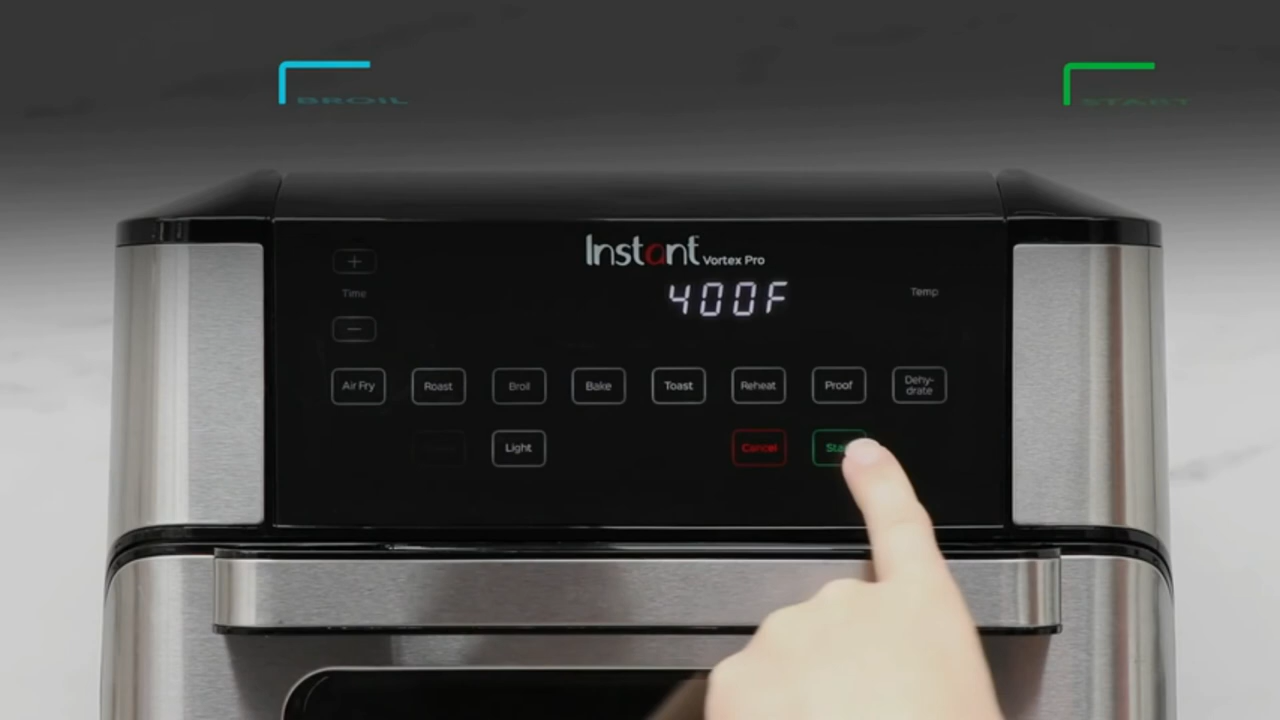 BROIL
START
Instant Vortex Pro
400F
+
Time
Temp
−
Air Fry Roast Broil Bake Toast Reheat Proof Dehy-
drate
Light Cancel